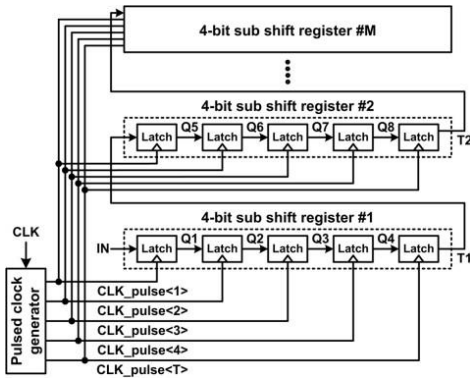 4-bit sub shift register #M
4-bit sub shift register #2
Q5 Q6 Q7 Q8
Latch Latch Latch Latch Latch
T2
4-bit sub shift register #1
CLK
IN Q1 Q2 Q3 Q4
Latch Latch Latch Latch Latch
T1
Pulsed clock
generator
CLK_pulse<1>
CLK_pulse<2>
CLK_pulse<3>
CLK_pulse<4>
CLK_pulse<T>